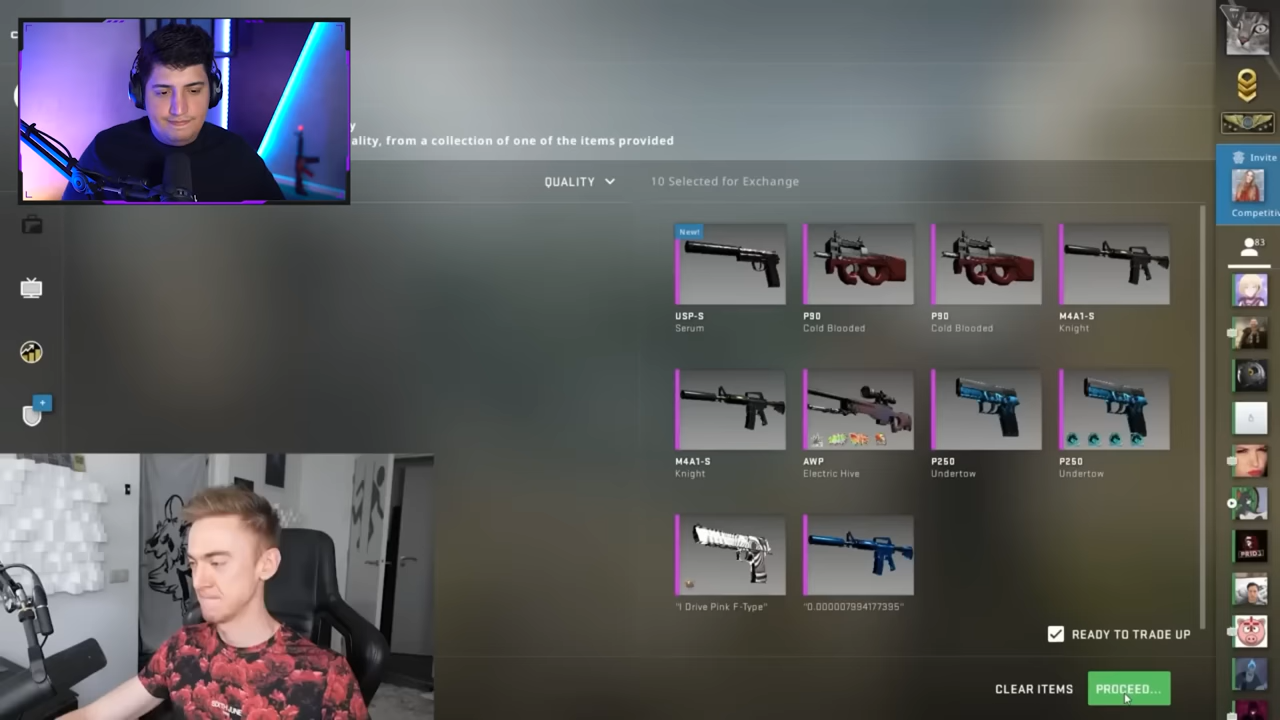 y
ality, from a collection of one of the items provided
QUALITY
10 Selected for Exchange
New!
USP-S
Serum
P90
Cold Blooded
P90
Cold Blooded
M4A1-S
Knight
M4A1-S
Knight
AWP
Electric Hive
P250
Undertow
P250
Undertow
"I Drive Pink F-Type"
"0.000007994177395"
READY TO TRADE UP
CLEAR ITEMS
PROCEED...
Invite
Competitiv
83